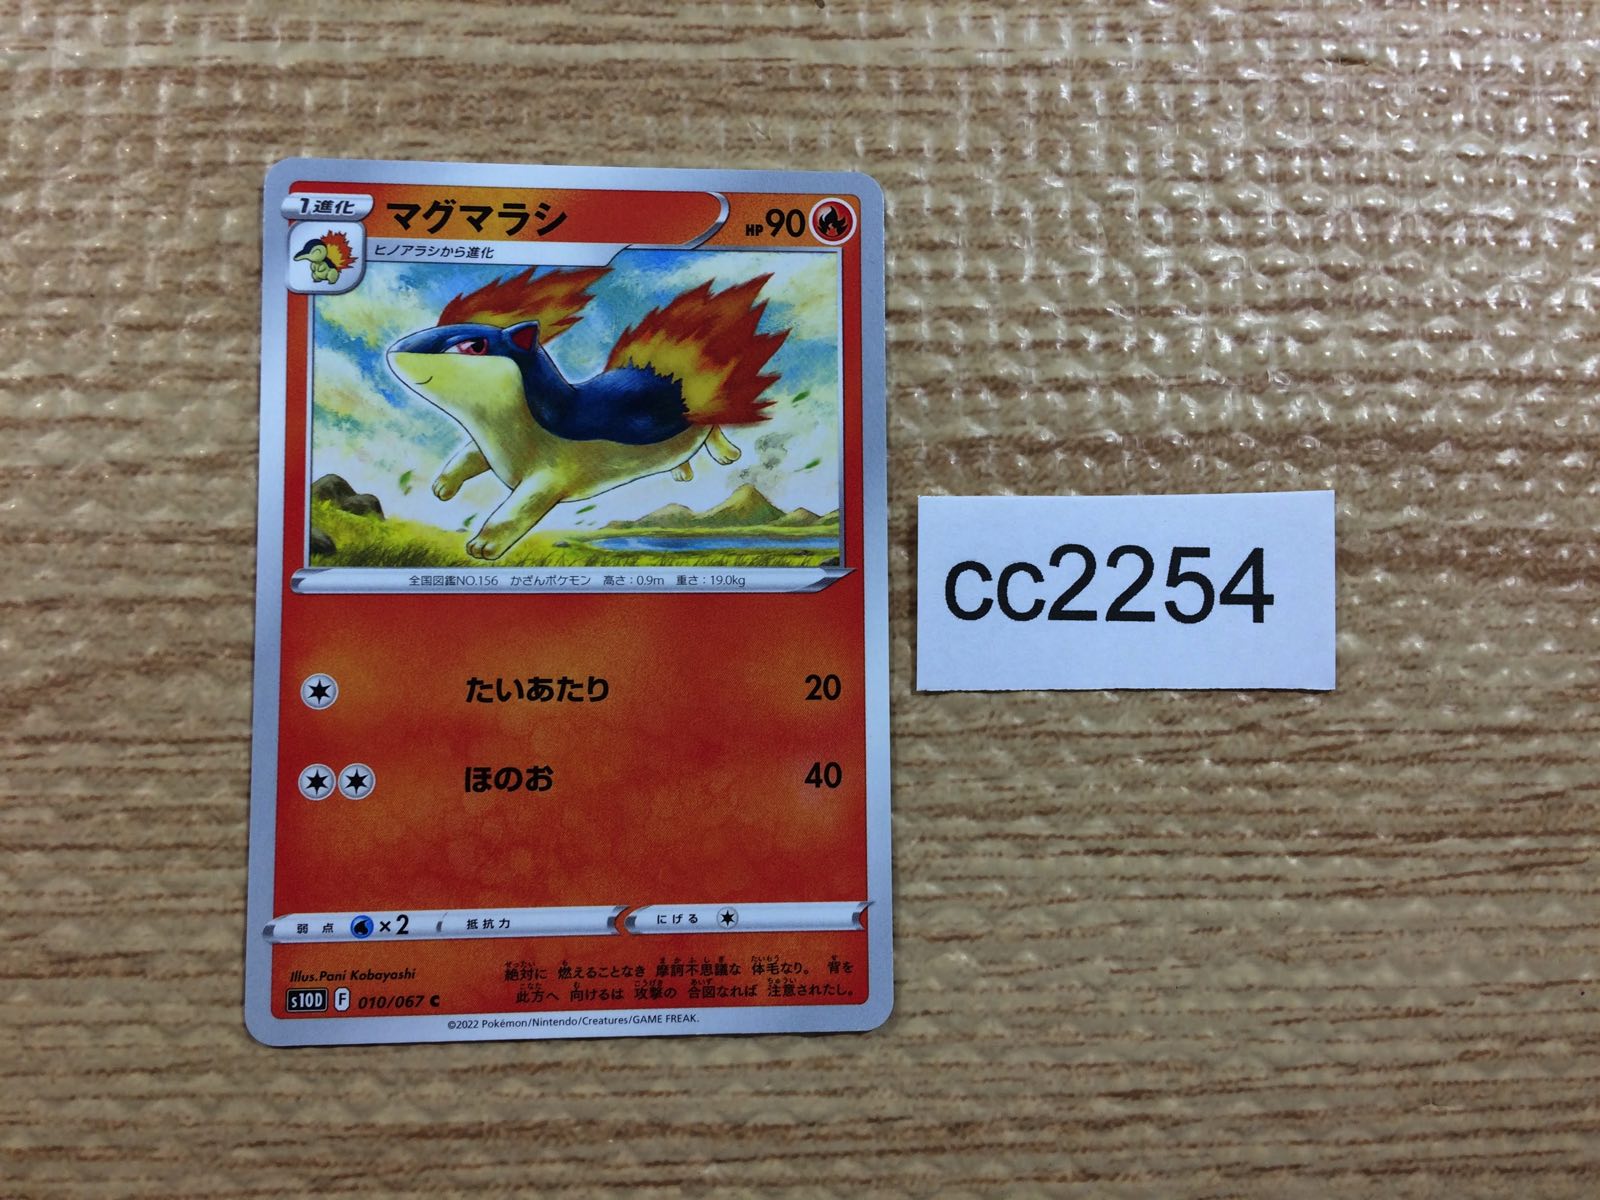 1進化 マグマラシ HP90
ヒノアラシから進化
全国図鑑NO.156 かざんポケモン 高さ:0.9m 重さ:19.0kg
たいあたり 20
ほのお 40
弱点 ×2 抵抗力 にげる
Illus.Pani Kobayashi
絶対に 燃えることなき 摩訶不思議な 体毛なり。 背を
此方へ 向けるは 攻撃の 合図なれば 注意されたし。
s10D F 010/067 C
©2022 Pokémon/Nintendo/Creatures/GAME FREAK.
cc2254